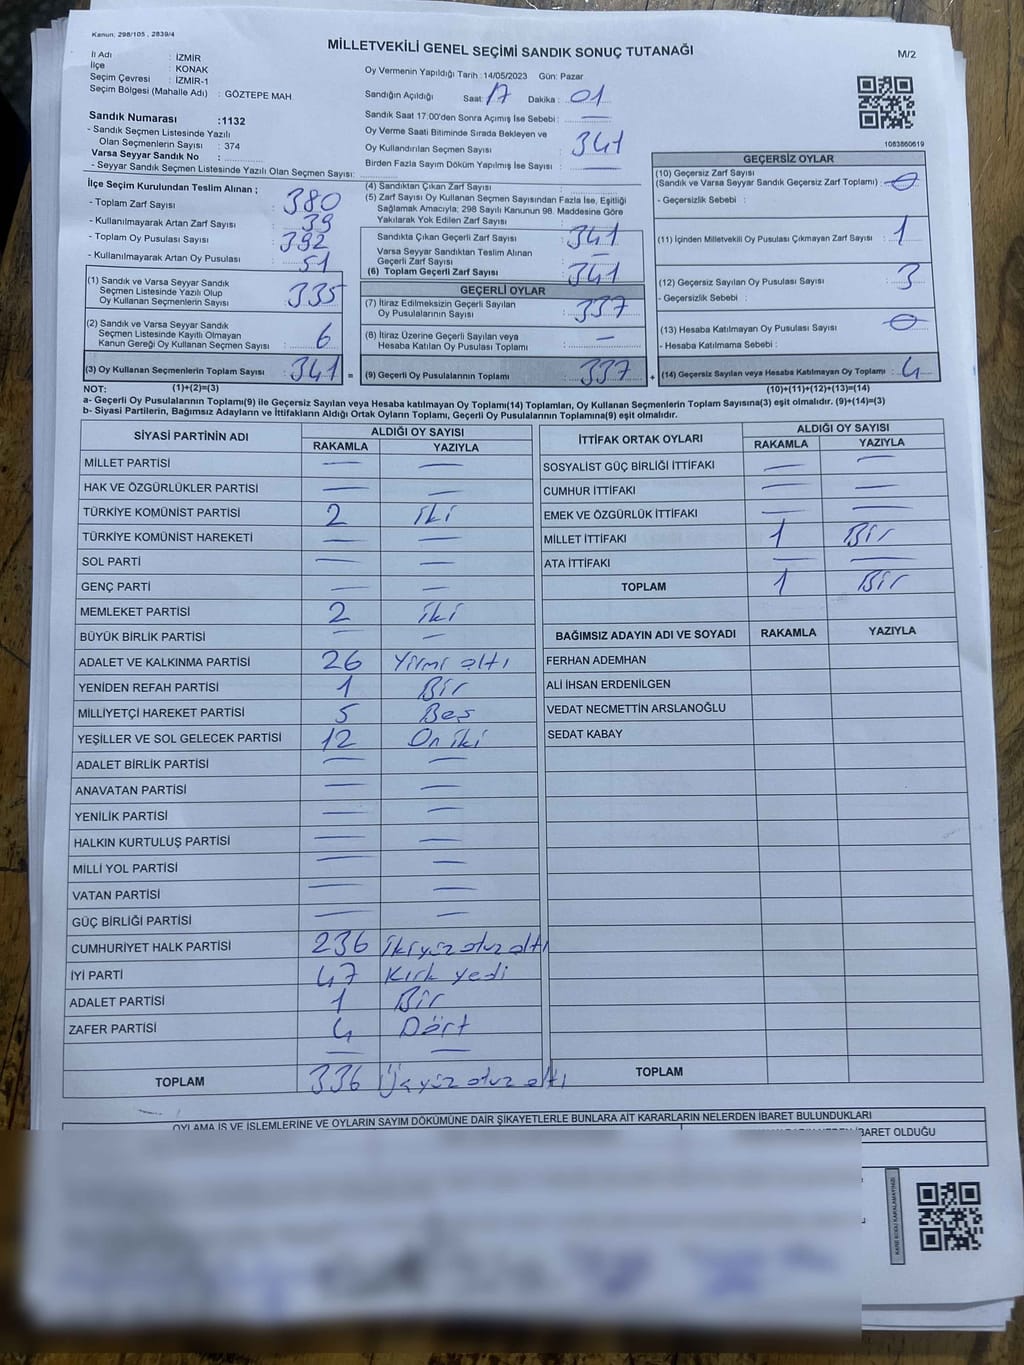 Kanun; 298/105 , 2839/4
MİLLETVEKİLİ GENEL SEÇİMİ SANDIK SONUÇ TUTANAĞI
M/2
İl Adı : İZMİR
İlçe : KONAK
Seçim Çevresi : İZMİR-1
Seçim Bölgesi (Mahalle Adı) : GÖZTEPE MAH
Oy Vermenin Yapıldığı Tarih :14/05/2023 Gün: Pazar
Sandığın Açıldığı Saat: 17 Dakika : 01
Sandık Saat 17:00'den Sonra Açımış İse Sebebi : —
Oy Verme Saati Bitiminde Sırada Bekleyen ve
Oy Kullandırılan Seçmen Sayısı : 341
Birden Fazla Sayım Döküm Yapılmış İse Sayısı :
1083860619
Sandık Numarası :1132
- Sandık Seçmen Listesinde Yazılı
Olan Seçmenlerin Sayısı : 374
Varsa Seyyar Sandık No :
- Seyyar Sandık Seçmen Listesinde Yazılı Olan Seçmen Sayısı:
İlçe Seçim Kurulundan Teslim Alınan ;
- Toplam Zarf Sayısı : 380
- Kullanılmayarak Artan Zarf Sayısı : 39
- Toplam Oy Pusulası Sayısı : 392
- Kullanılmayarak Artan Oy Pusulası : 51
(1) Sandık ve Varsa Seyyar Sandık
Seçmen Listesinde Yazılı Olup
Oy Kullanan Seçmenlerin Sayısı : 335
(2) Sandık ve Varsa Seyyar Sandık
Seçmen Listesinde Kayıtlı Olmayan
Kanun Gereği Oy Kullanan Seçmen Sayısı : 6
(3) Oy Kullanan Seçmenlerin Toplam Sayısı : 341 =
(4) Sandıktan Çıkan Zarf Sayısı :
(5) Zarf Sayısı Oy Kullanan Seçmen Sayısından Fazla İse, Eşitliği
Sağlamak Amacıyla; 298 Sayılı Kanunun 98. Maddesine Göre
Yakılarak Yok Edilen Zarf Sayısı :
Sandıkta Çıkan Geçerli Zarf Sayısı : 341
Varsa Seyyar Sandıktan Teslim Alınan
Geçerli Zarf Sayısı : —
(6) Toplam Geçerli Zarf Sayısı : 341
GEÇERLİ OYLAR
(7) İtiraz Edilmeksizin Geçerli Sayılan
Oy Pusulalarının Sayısı : 337
(8) İtiraz Üzerine Geçerli Sayılan veya
Hesaba Katılan Oy Pusulası Toplamı : —
(9) Geçerli Oy Pusulalarının Toplamı : 337 +
GEÇERSİZ OYLAR
(10) Geçersiz Zarf Sayısı
(Sandık ve Varsa Seyyar Sandık Geçersiz Zarf Toplamı) : 0
- Geçersizlik Sebebi :
(11) İçinden Milletvekili Oy Pusulası Çıkmayan Zarf Sayısı : 1
(12) Geçersiz Sayılan Oy Pusulası Sayısı : 3
- Geçersizlik Sebebi :
(13) Hesaba Katılmayan Oy Pusulası Sayısı : 0
- Hesaba Katılmama Sebebi :
(14) Geçersiz Sayılan veya Hesaba Katılmayan Oy Toplamı : 4
NOT: (1)+(2)=(3) (10)+(11)+(12)+(13)=(14)
a- Geçerli Oy Pusulalarının Toplamı(9) ile Geçersiz Sayılan veya Hesaba katılmayan Oy Toplamı(14) Toplamları, Oy Kullanan Seçmenlerin Toplam Sayısına(3) eşit olmalıdır. (9)+(14)=(3)
b- Siyasi Partilerin, Bağımsız Adayların ve İttifakların Aldığı Ortak Oyların Toplamı, Geçerli Oy Pusulalarının Toplamına(9) eşit olmalıdır.
SİYASİ PARTİNİN ADI ALDIĞI OY SAYISI
RAKAMLA YAZIYLA
MİLLET PARTİSİ — —
HAK VE ÖZGÜRLÜKLER PARTİSİ — —
TÜRKİYE KOMÜNİST PARTİSİ 2 iki
TÜRKİYE KOMÜNİST HAREKETİ — —
SOL PARTİ — —
GENÇ PARTİ — —
MEMLEKET PARTİSİ 2 iki
BÜYÜK BİRLİK PARTİSİ — —
ADALET VE KALKINMA PARTİSİ 26 Yirmi altı
YENİDEN REFAH PARTİSİ 1 Bir
MİLLİYETÇİ HAREKET PARTİSİ 5 Beş
YEŞİLLER VE SOL GELECEK PARTİSİ 12 On iki
ADALET BİRLİK PARTİSİ — —
ANAVATAN PARTİSİ — —
YENİLİK PARTİSİ — —
HALKIN KURTULUŞ PARTİSİ — —
MİLLİ YOL PARTİSİ — —
VATAN PARTİSİ — —
GÜÇ BİRLİĞİ PARTİSİ — —
CUMHURİYET HALK PARTİSİ 236 ikiyüz otuz altı
İYİ PARTİ 47 Kırk yedi
ADALET PARTİSİ 1 Bir
ZAFER PARTİSİ 4 Dört
— —
TOPLAM 336 Üçyüz otuz altı
İTTİFAK ORTAK OYLARI ALDIĞI OY SAYISI
RAKAMLA YAZIYLA
SOSYALİST GÜÇ BİRLİĞİ İTTİFAKI — —
CUMHUR İTTİFAKI — —
EMEK VE ÖZGÜRLÜK İTTİFAKI — —
MİLLET İTTİFAKI 1 Bir
ATA İTTİFAKI — —
TOPLAM 1 Bir
BAĞIMSIZ ADAYIN ADI VE SOYADI RAKAMLA YAZIYLA
FERHAN ADEMHAN
ALİ İHSAN ERDENİLGEN
VEDAT NECMETTİN ARSLANOĞLU
SEDAT KABAY
TOPLAM
OYLAMA İŞ VE İŞLEMLERİNE VE OYLARIN SAYIM DÖKÜMÜNE DAİR ŞİKAYETLERLE BUNLARA AİT KARARLARIN NELERDEN İBARET BULUNDUKLARI
İBARET OLDUĞU
KARE KODU KARALAMAYINIZ!